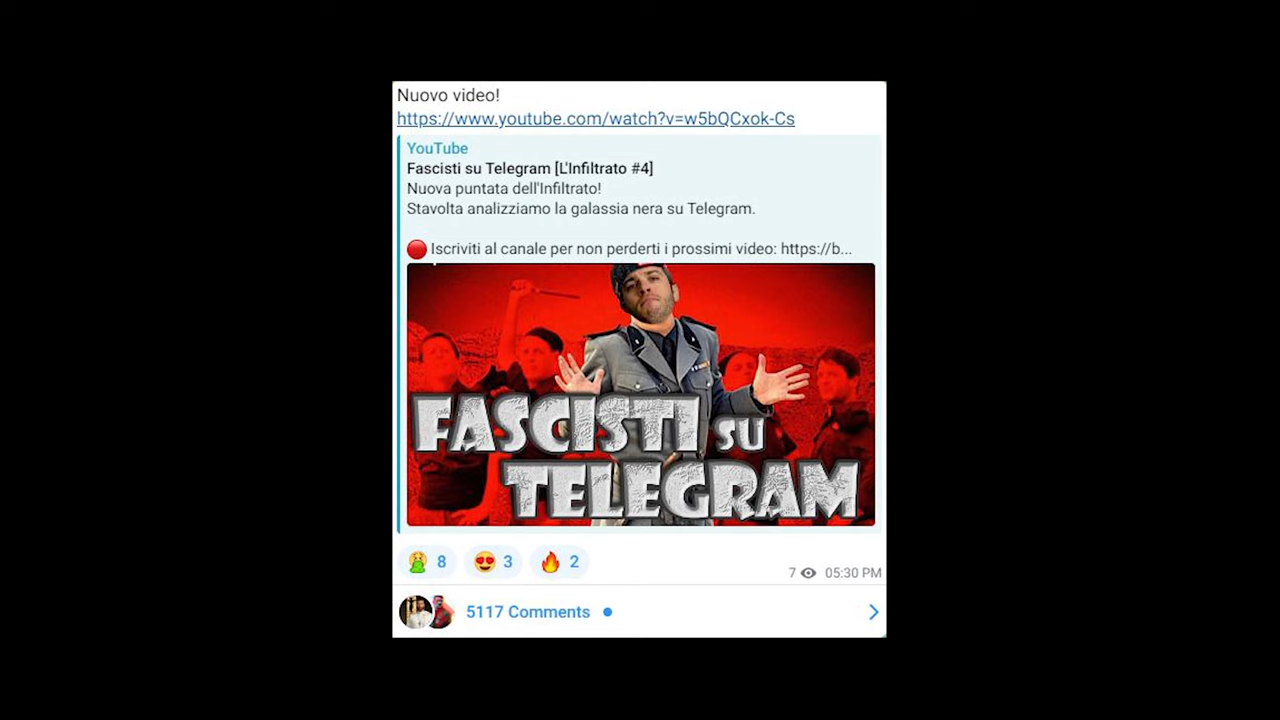 Nuovo video!
https://www.youtube.com/watch?v=w5bQCxok-Cs
YouTube
Fascisti su Telegram [L'Infiltrato #4]
Nuova puntata dell'Infiltrato!
Stavolta analizziamo la galassia nera su Telegram.
🔴 Iscriviti al canale per non perderti i prossimi video: https://b...
FASCISTI SU
TELEGRAM
🤮 8 😍 3 🔥 2
7 05:30 PM
5117 Comments